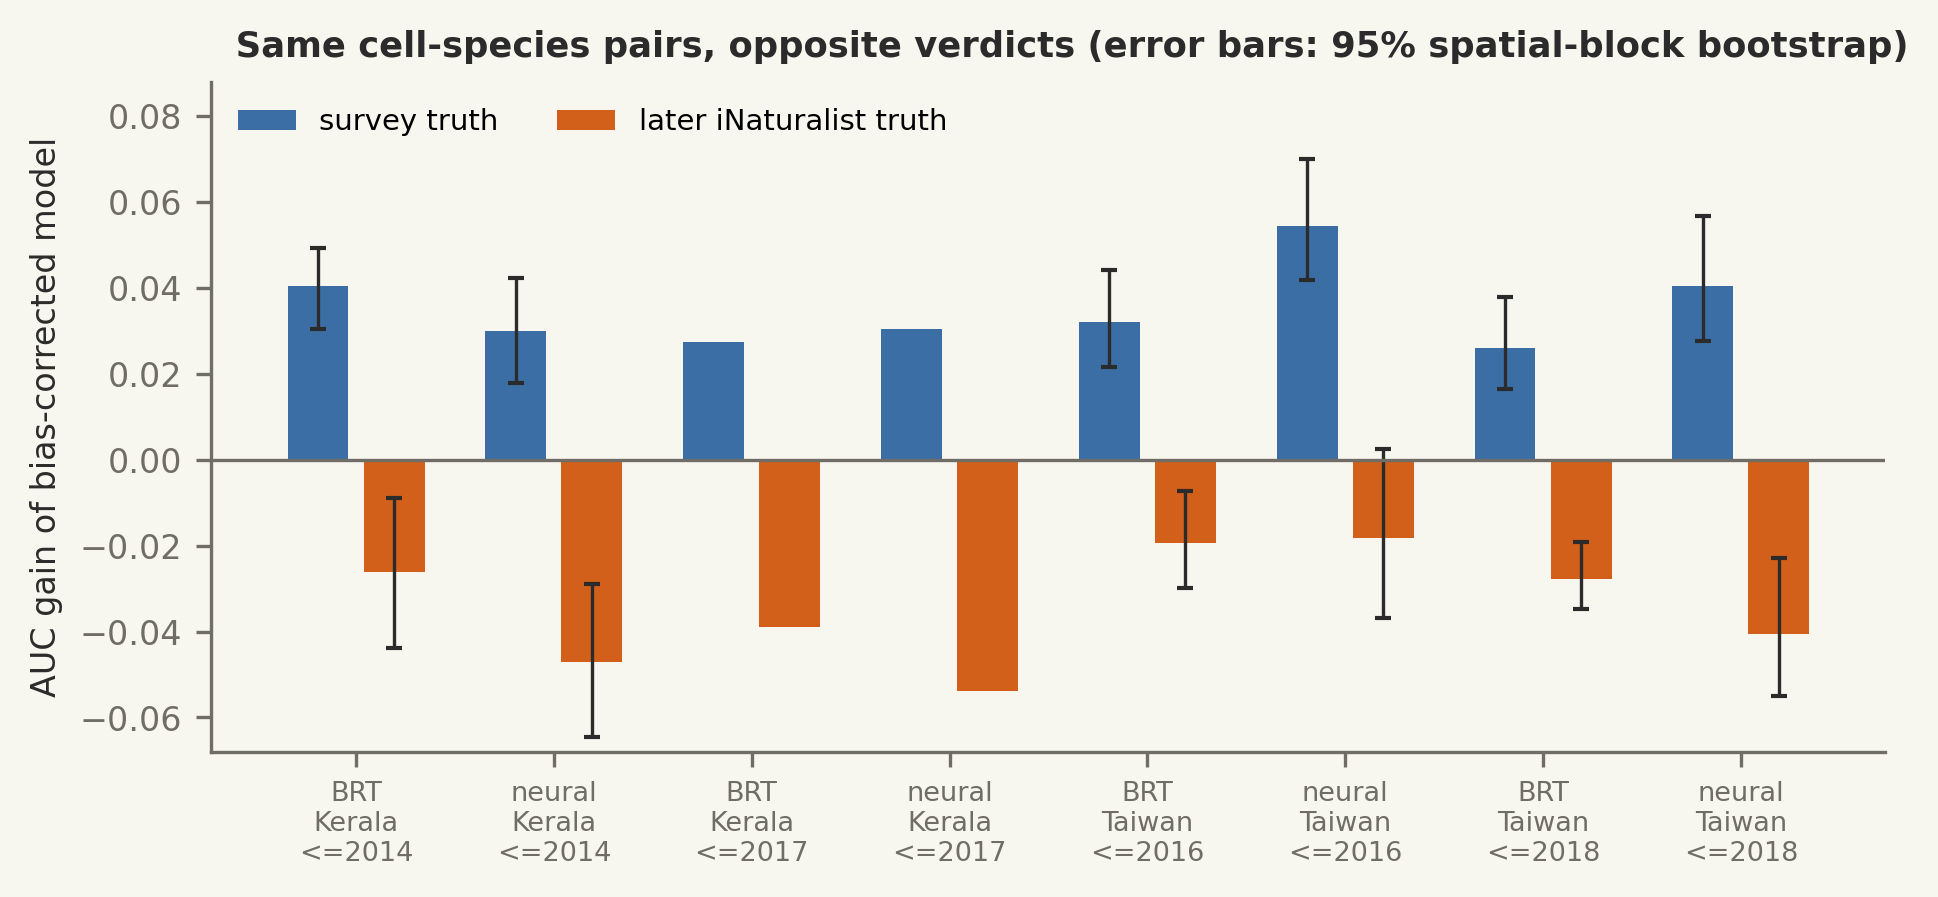 Same cell-species pairs, opposite verdicts (error bars: 95% spatial-block bootstrap)
survey truth
later iNaturalist truth
AUC gain of bias-corrected model
0.08
0.06
0.04
0.02
0.00
−0.02
−0.04
−0.06
BRT
Kerala
<=2014
neural
Kerala
<=2014
BRT
Kerala
<=2017
neural
Kerala
<=2017
BRT
Taiwan
<=2016
neural
Taiwan
<=2016
BRT
Taiwan
<=2018
neural
Taiwan
<=2018